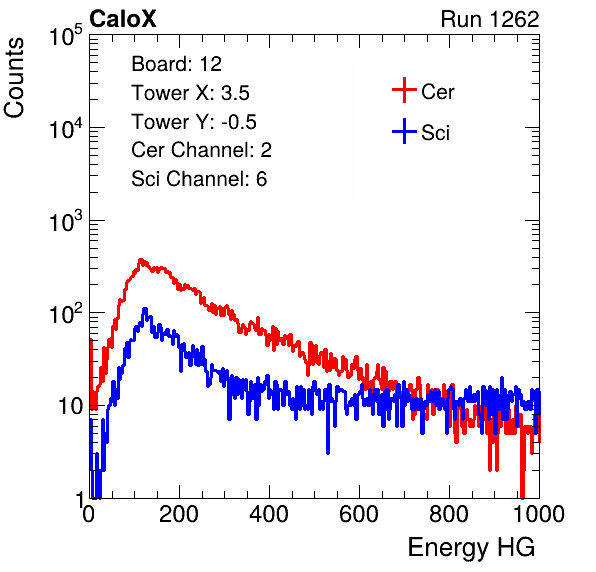 CaloX Run 1262
Counts
Board: 12
Tower X: 3.5
Tower Y: -0.5
Cer Channel: 2
Sci Channel: 6
Cer
Sci
10^5
10^4
10^3
10^2
10
1
0 200 400 600 800 1000
Energy HG